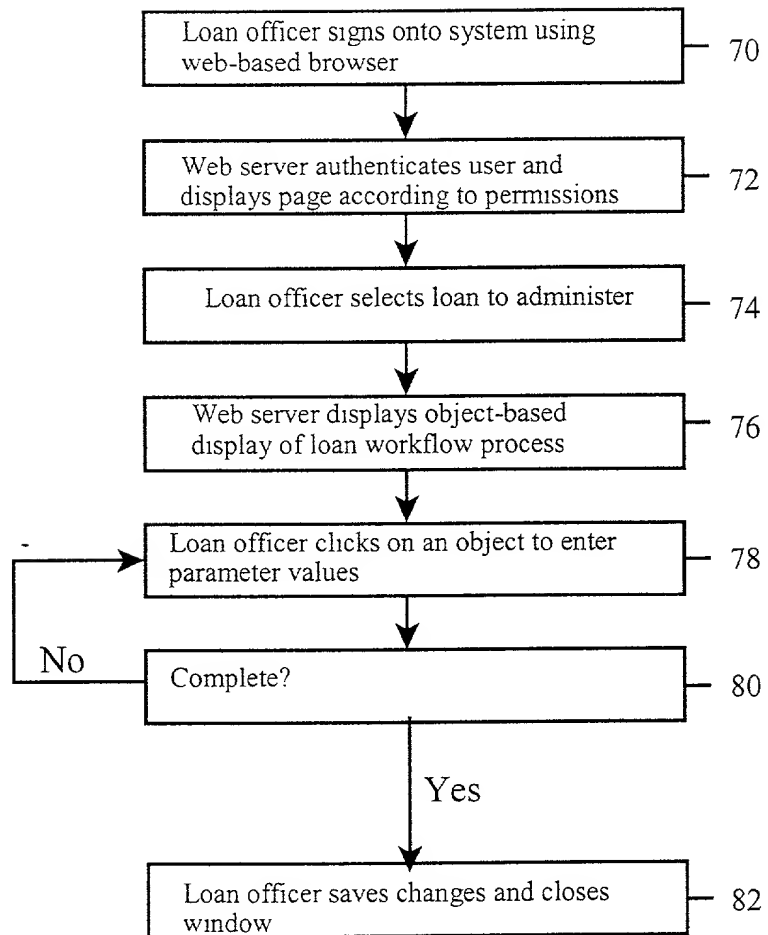 Loan officer signs onto system using
web-based browser
70
Web server authenticates user and
displays page according to permissions
72
Loan officer selects loan to administer
74
Web server displays object-based
display of loan workflow process
76
Loan officer clicks on an object to enter
parameter values
78
No
Complete?
80
Yes
Loan officer saves changes and closes
window
82